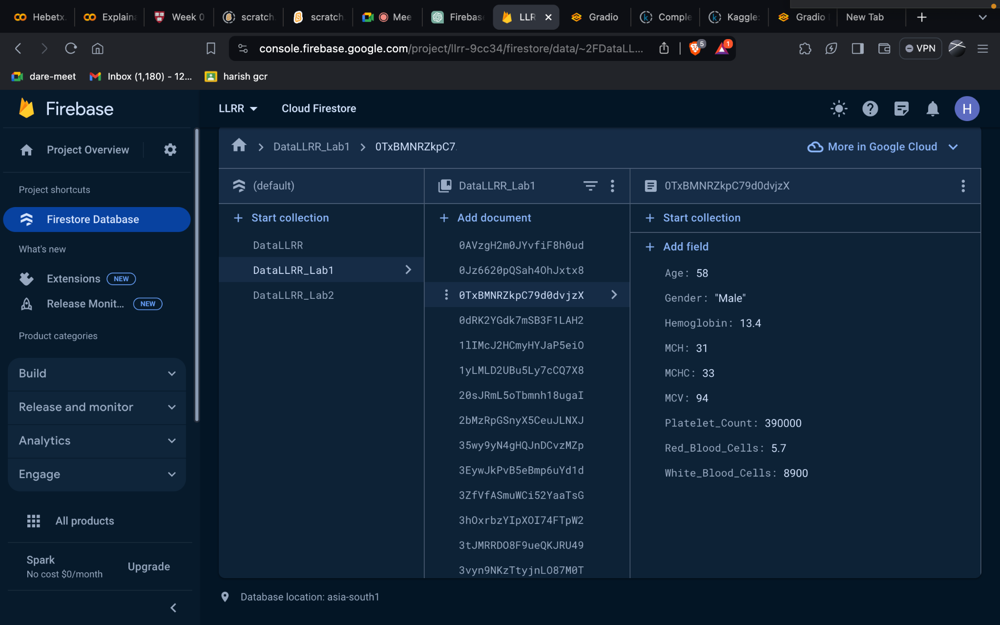 Hebetx
Explain
Week 0
scratch
scratch
Mee
Firebas
LLR
Gradio
Comple
Kaggle:
Gradio
New Tab
console.firebase.google.com/project/llrr-9cc34/firestore/data/~2FDataLL...
5
1
VPN
dare-meet
Inbox (1,180) - 12...
harish gcr
Firebase
LLRR
Cloud Firestore
H
Project Overview
DataLLRR_Lab1
0TxBMNRZkpC7.
More in Google Cloud
Project shortcuts
Firestore Database
What's new
Extensions NEW
Release Monit... NEW
Product categories
Build
Release and monitor
Analytics
Engage
All products
Spark
No cost $0/month
Upgrade
(default)
Start collection
DataLLRR
DataLLRR_Lab1
DataLLRR_Lab2
DataLLRR_Lab1
Add document
0AVzgH2m0JYvfiF8h0ud
0Jz6620pQSah4OhJxtx8
0TxBMNRZkpC79d0dvjzX
0dRK2YGdk7mSB3F1LAH2
1lIMcJ2HCmyHYJaP5eiO
1yLMLD2UBu5Ly7cCQ7X8
20sJRmL5oTbmnh18ugaI
2bMzRpGSnyX5CeuJLNXJ
35wy9yN4gHQJnDCvzMZp
3EywJkPvB5eBmp6uYd1d
3ZfVfASmuWCi52YaaTsG
3hOxrbzYIpXOI74FTpW2
3tJMRRDO8F9ueQKJRU49
3vyn9NKzTtyjnLO87M0T
0TxBMNRZkpC79d0dvjzX
Start collection
Add field
Age: 58
Gender: "Male"
Hemoglobin: 13.4
MCH: 31
MCHC: 33
MCV: 94
Platelet_Count: 390000
Red_Blood_Cells: 5.7
White_Blood_Cells: 8900
Database location: asia-south1